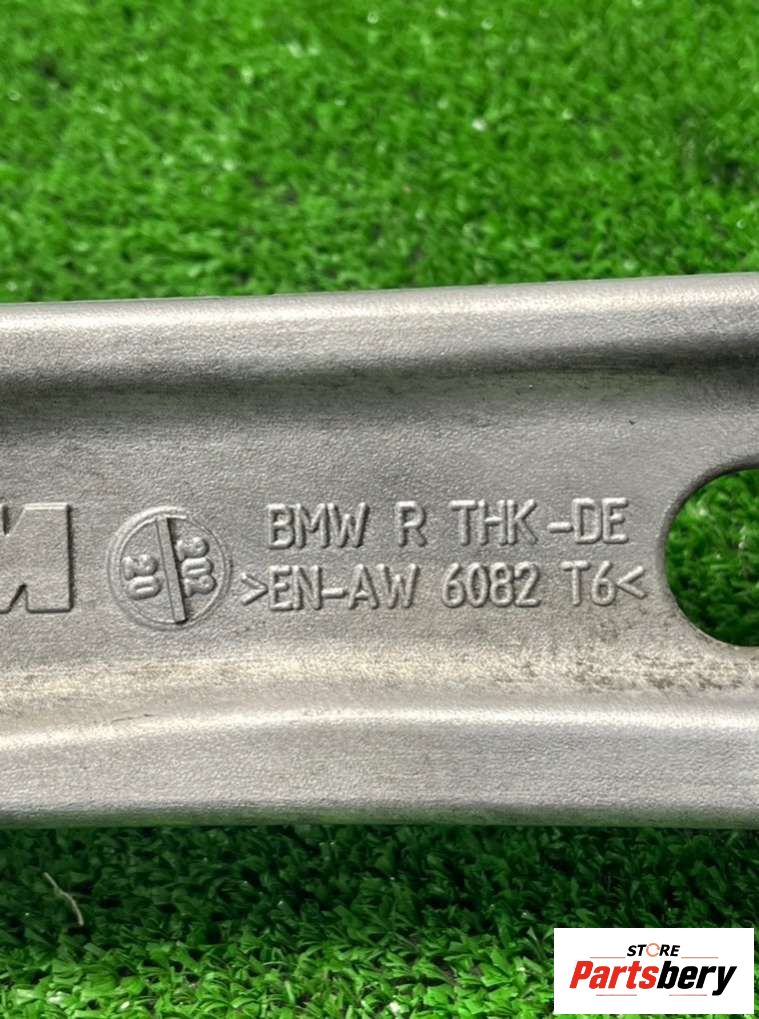 BMW R THK-DE
>EN-AW 6082 T6<
20
202
STORE
Partsbery